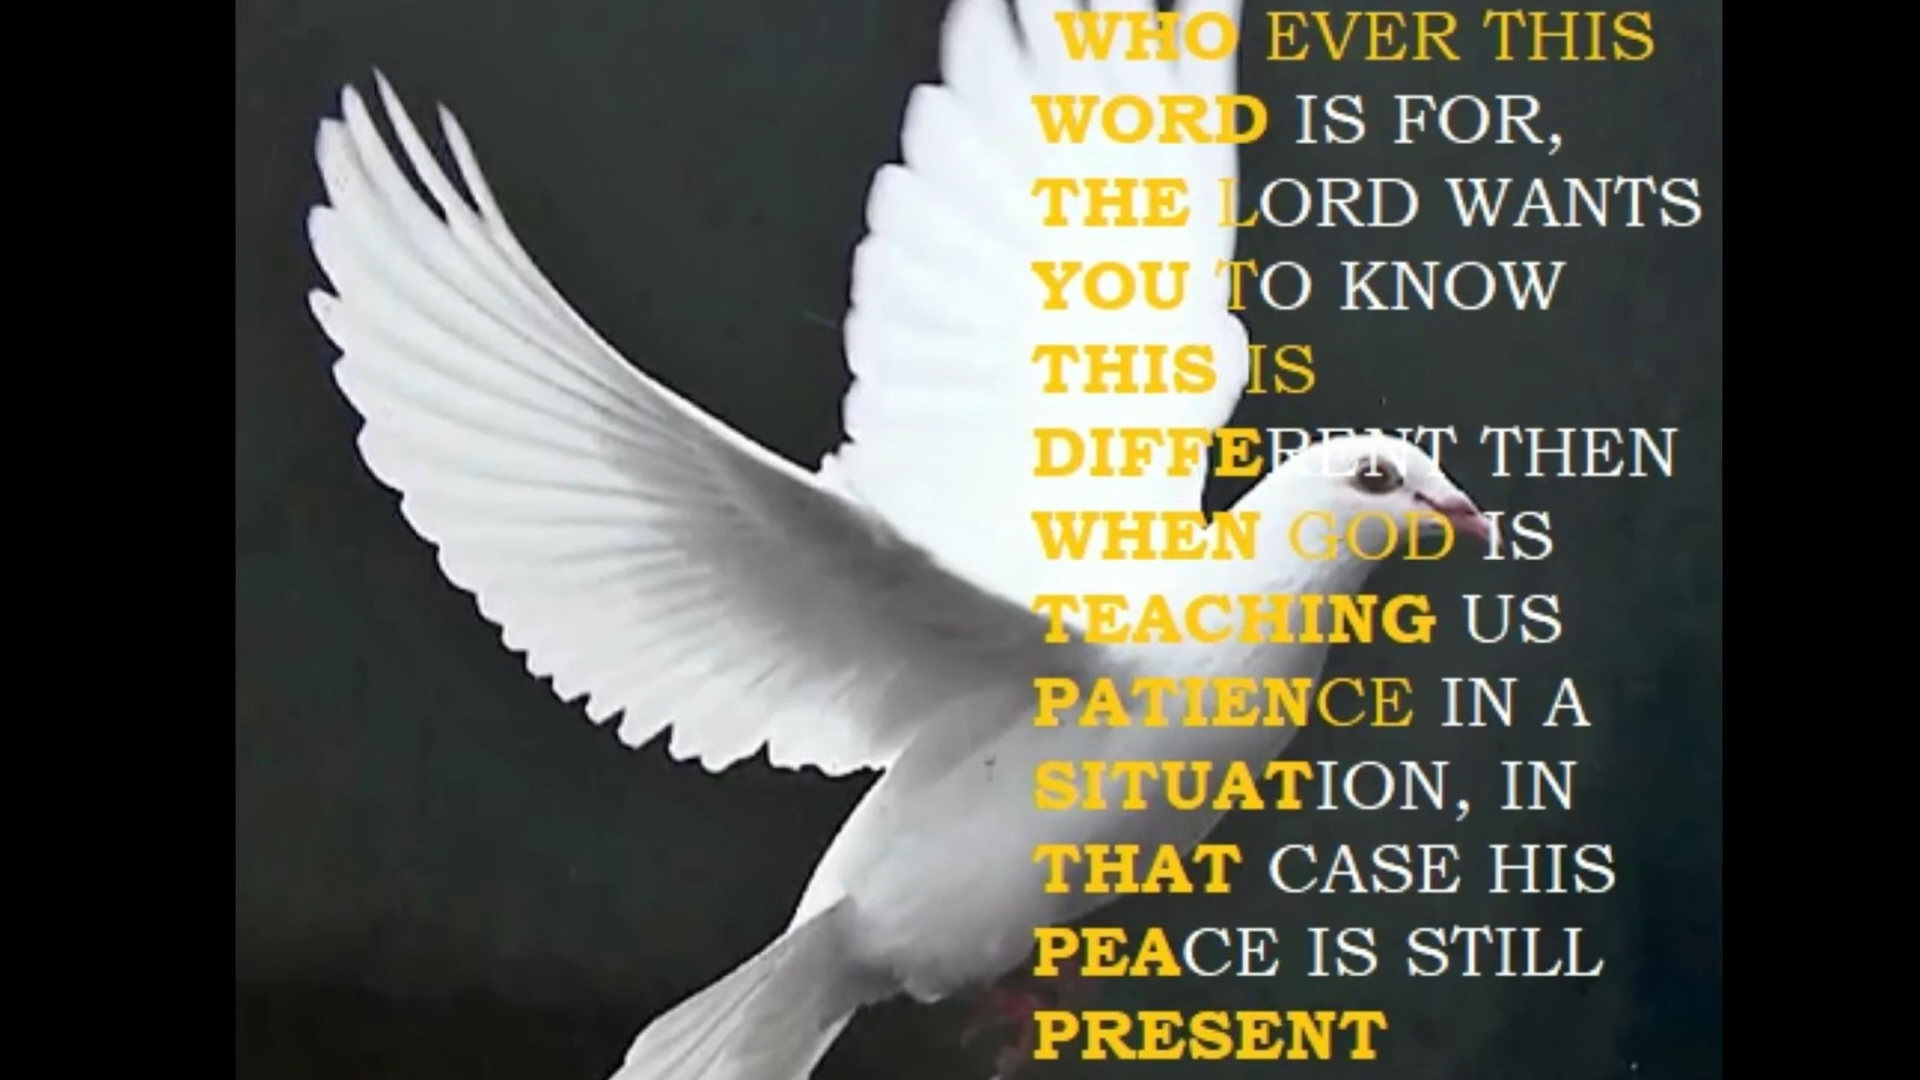 WHO EVER THIS
WORD IS FOR,
THE LORD WANTS
YOU TO KNOW
THIS IS
DIFFERENT THEN
WHEN GOD IS
TEACHING US
PATIENCE IN A
SITUATION, IN
THAT CASE HIS
PEACE IS STILL
PRESENT